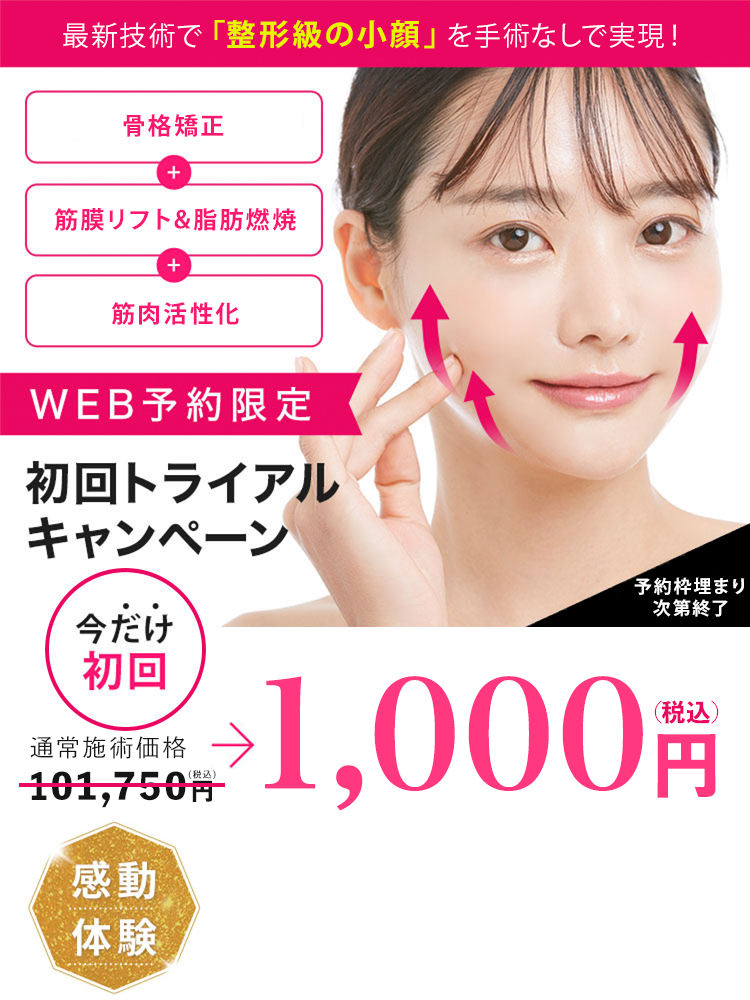 最新技術で「整形級の小顔」を手術なしで実現！
骨格矯正
+
筋膜リフト&脂肪燃焼
+
筋肉活性化
WEB予約限定
初回トライアル
キャンペーン
予約枠埋まり
次第終了
今だけ
初回
通常施術価格
101,750円(税込)
1,000円(税込)
感動
体験